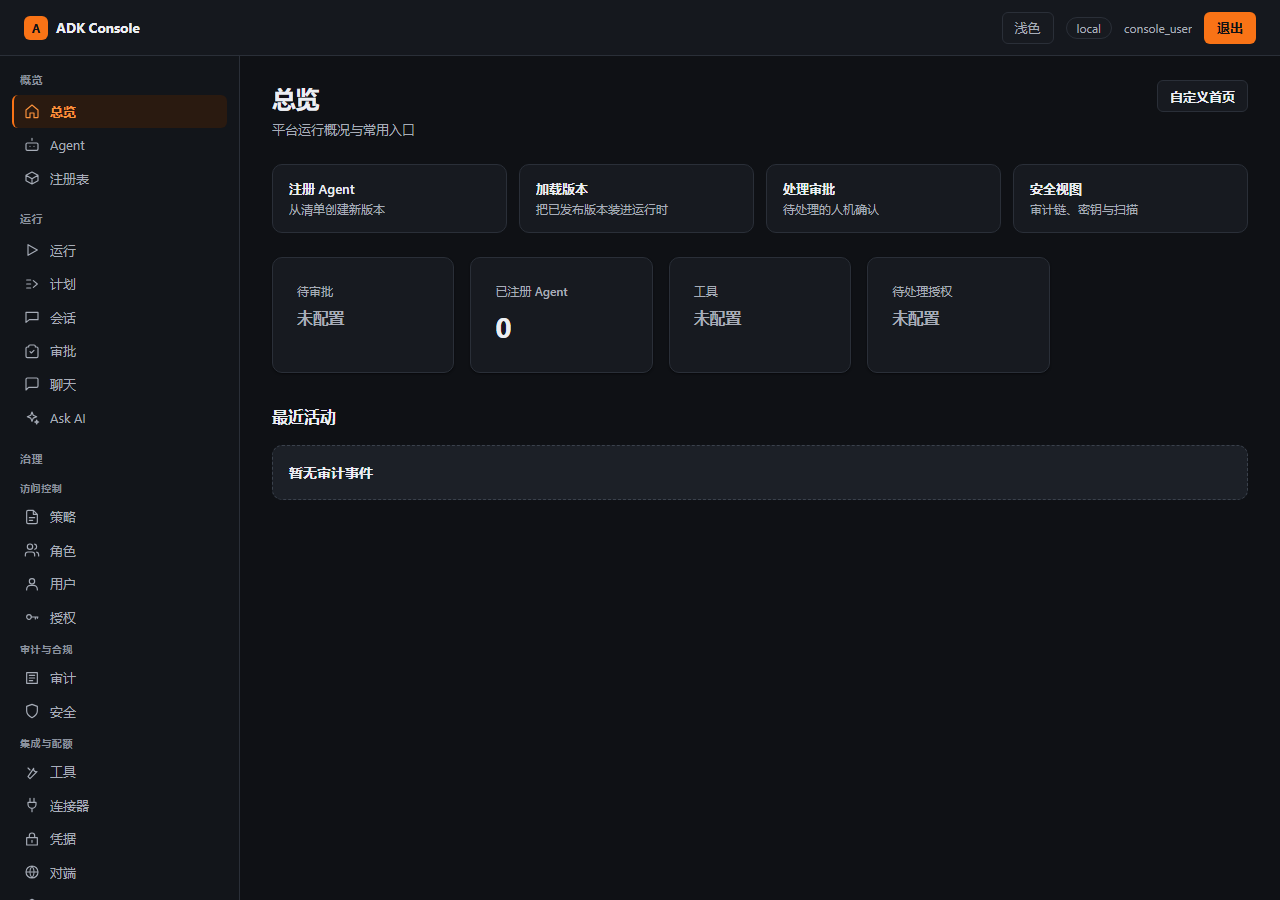 A ADK Console
浅色 local console_user 退出
概览
总览
Agent
注册表
运行
运行
计划
会话
审批
聊天
Ask AI
治理
访问控制
策略
角色
用户
授权
审计与合规
审计
安全
集成与配额
工具
连接器
凭据
对端
总览
自定义首页
平台运行概况与常用入口
注册 Agent
从清单创建新版本
加载版本
把已发布版本装进运行时
处理审批
待处理的人机确认
安全视图
审计链、密钥与扫描
待审批
未配置
已注册 Agent
0
工具
未配置
待处理授权
未配置
最近活动
暂无审计事件